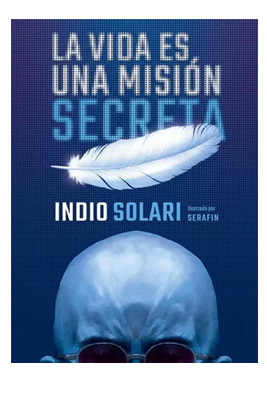 LA VIDA ES
UNA MISIÓN
SECRETA
INDIO SOLARI
Ilustrado por
SERAFIN